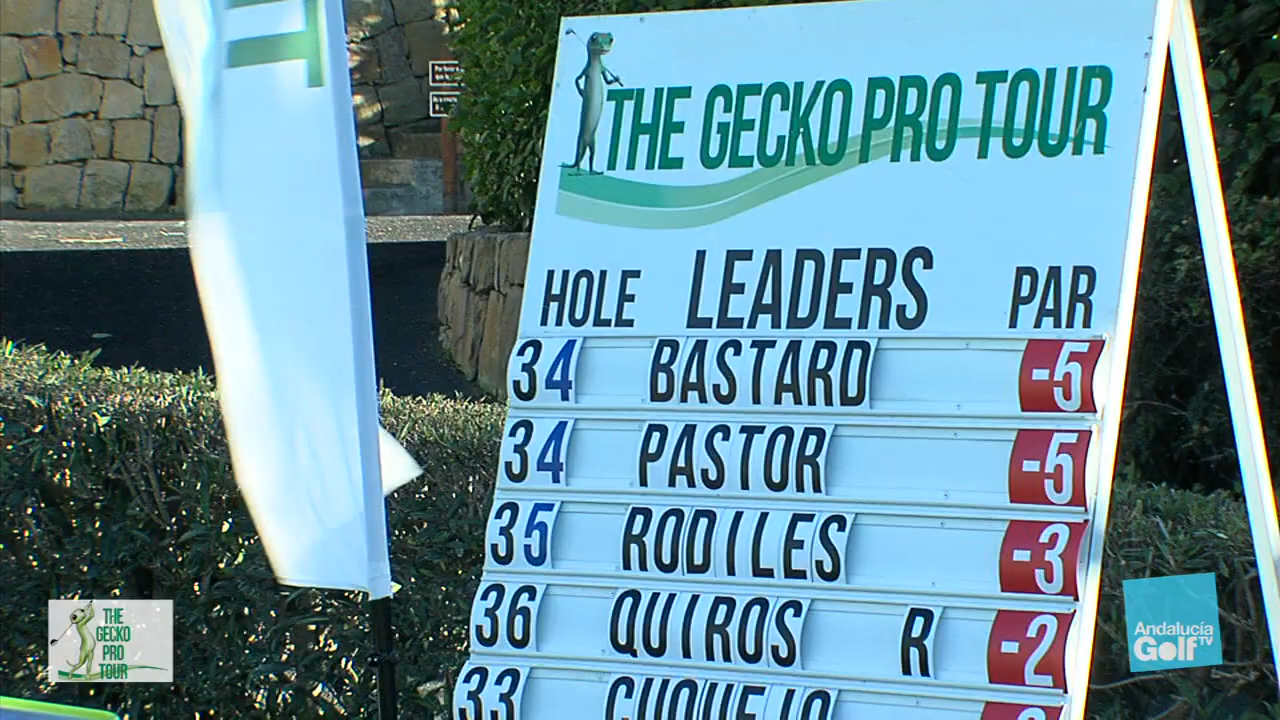 THE GECKO PRO TOUR
HOLE LEADERS PAR
34 BASTARD -5
34 PASTOR -5
35 RODILES -3
36 QUIROS R -2
33
THE
GECKO
PRO
TOUR
Andalucía
Golf TV